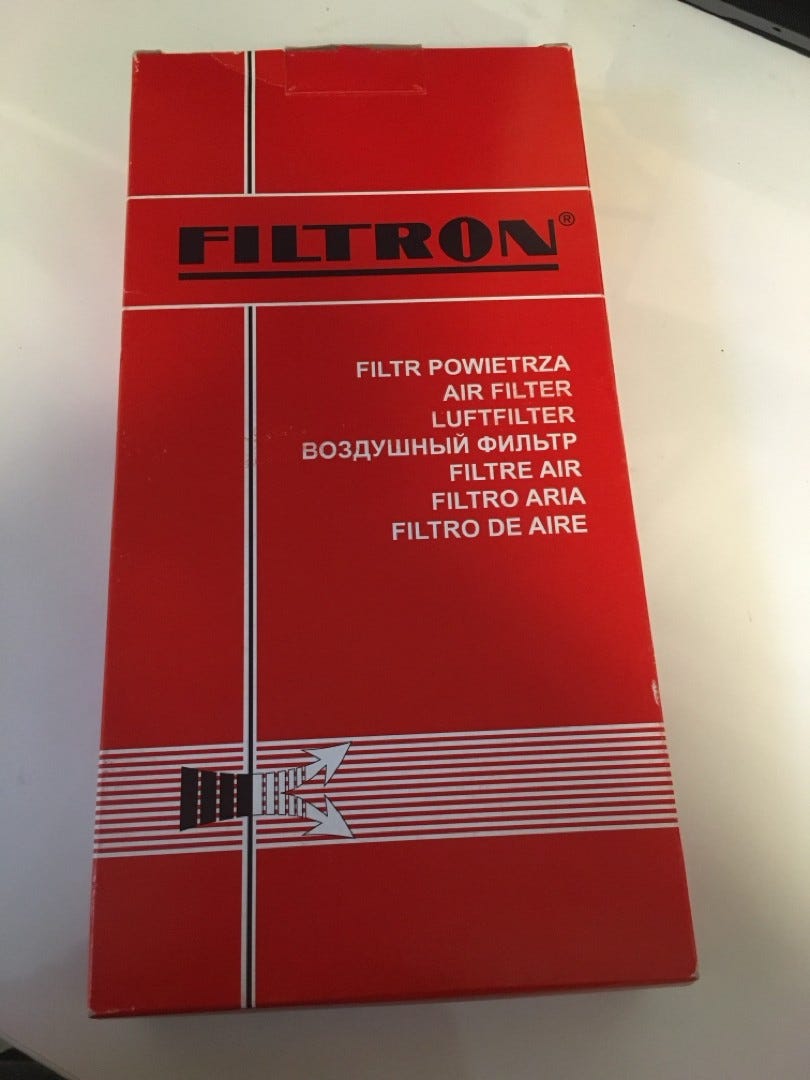 FILTRON®
FILTR POWIETRZA
AIR FILTER
LUFTFILTER
ВОЗДУШНЫЙ ФИЛЬТР
FILTRE AIR
FILTRO ARIA
FILTRO DE AIRE